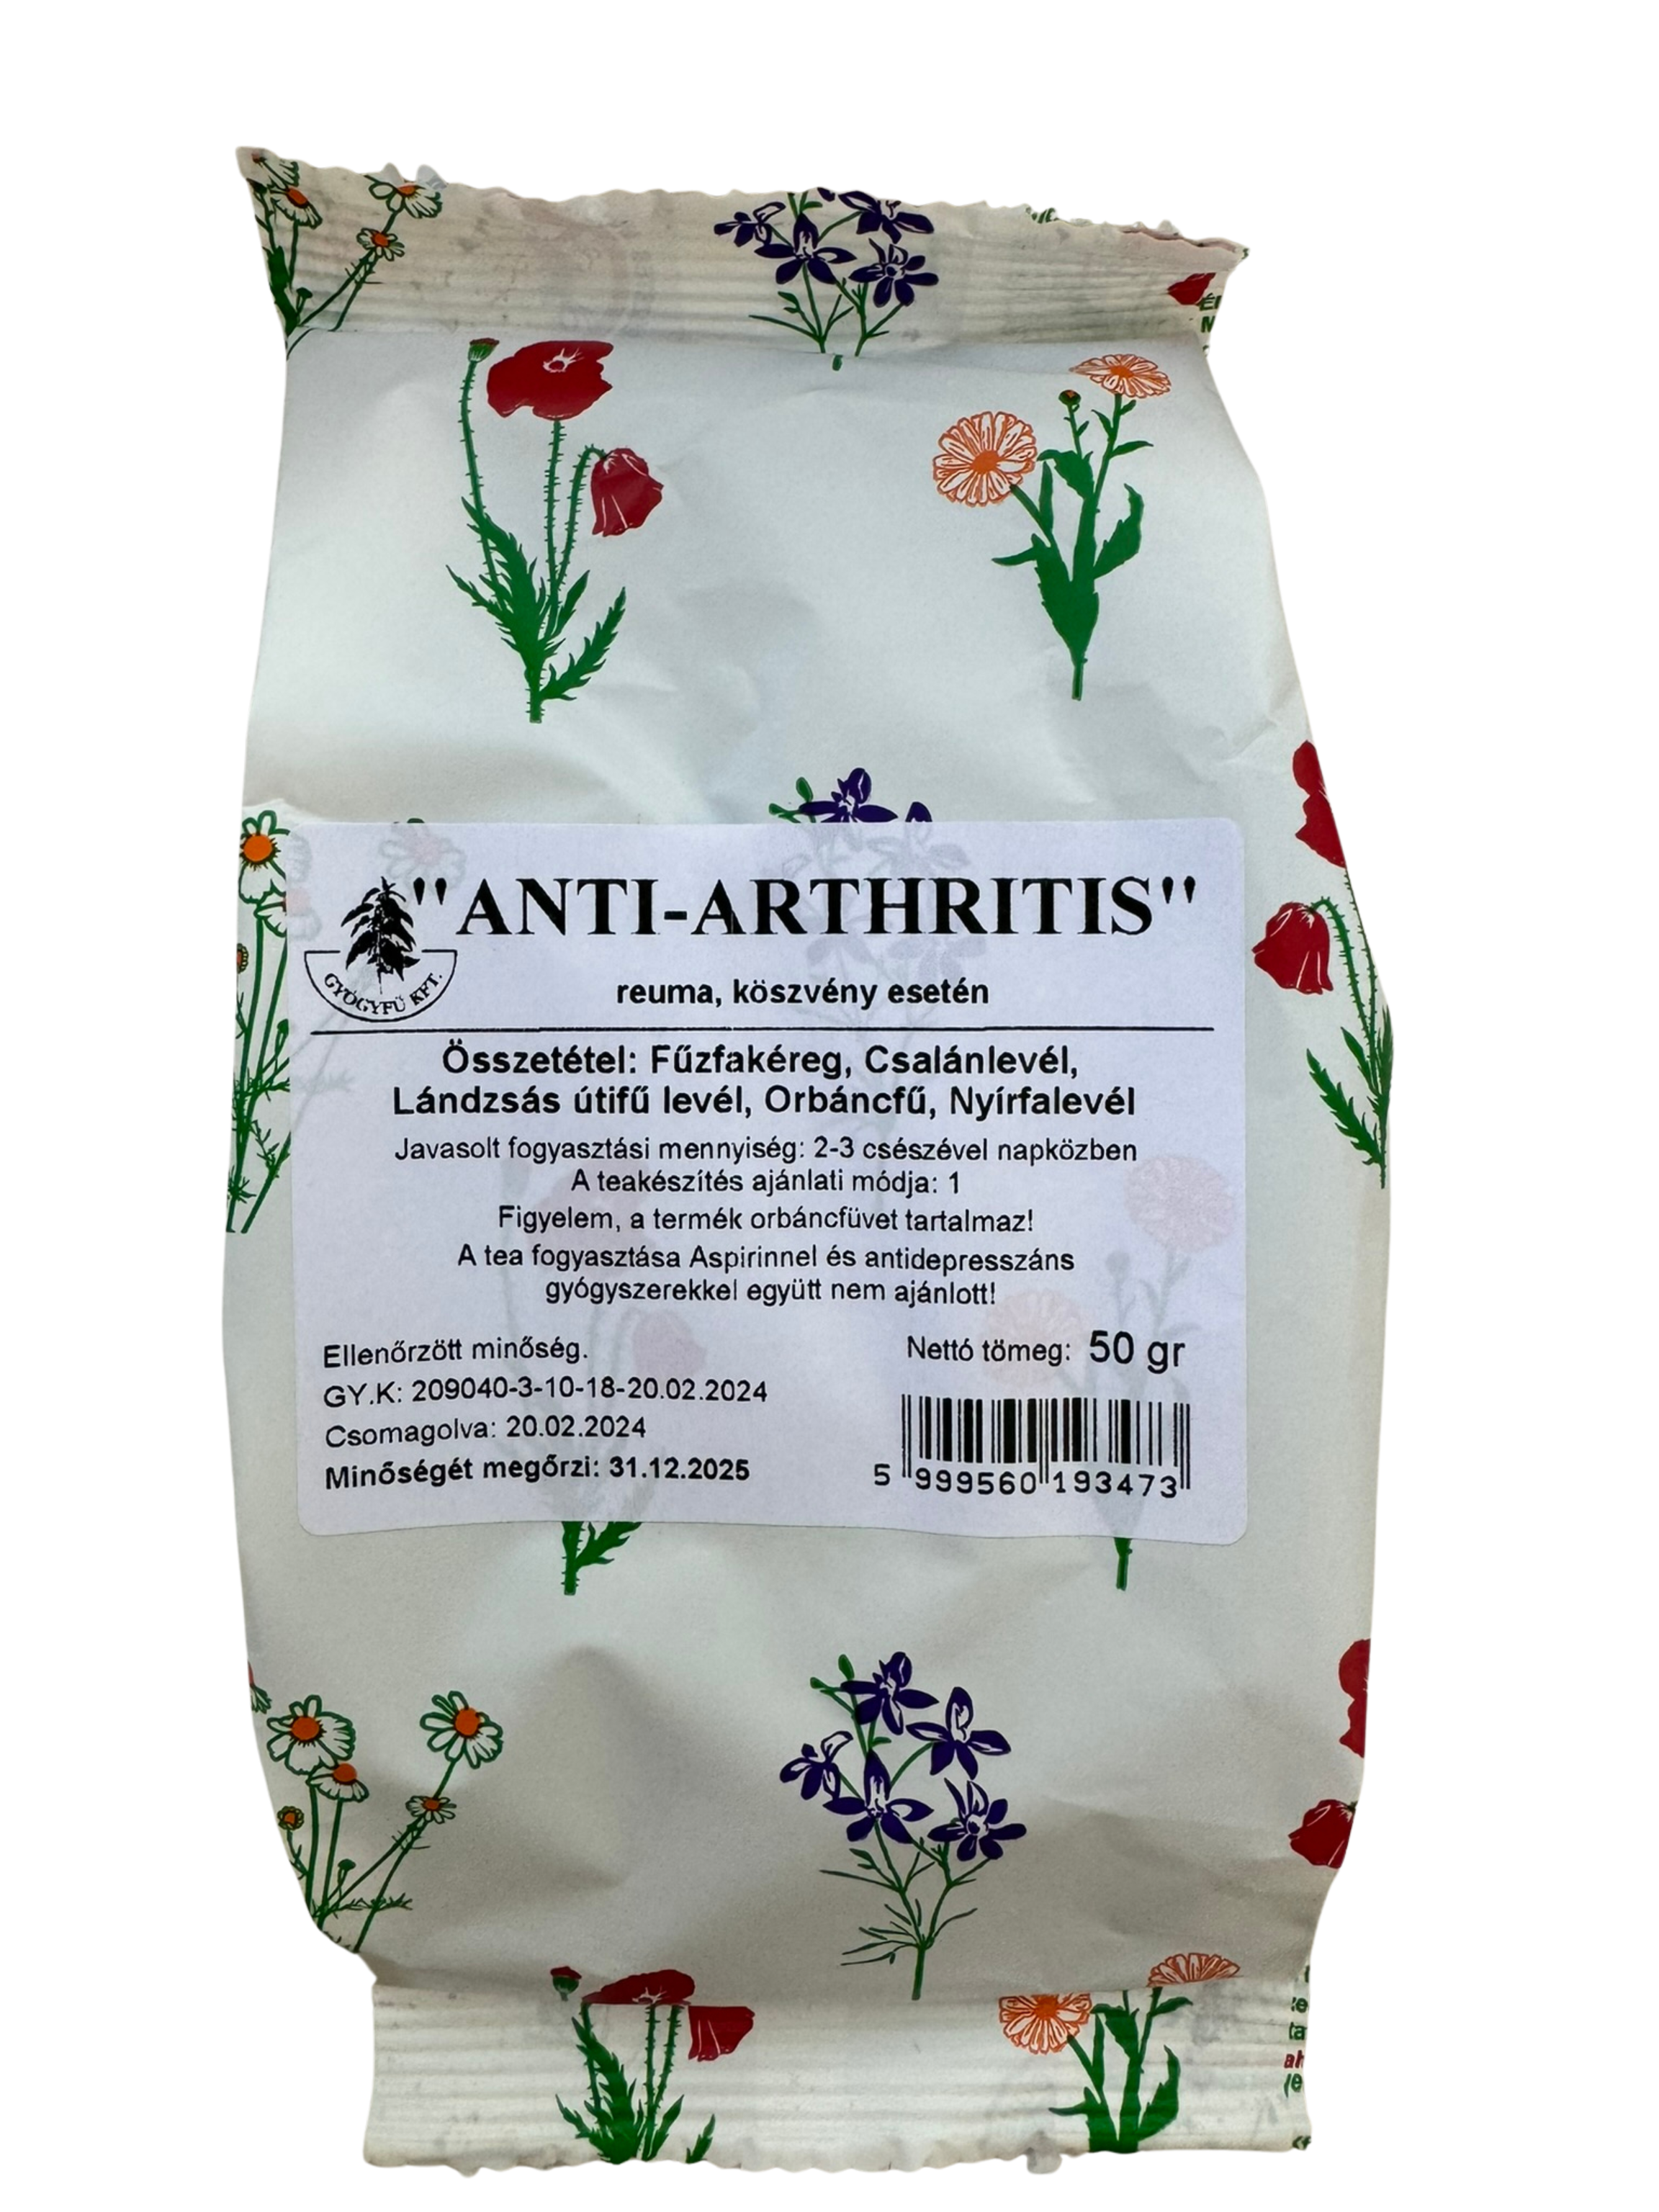 "ANTI-ARTHRITIS"
GYÓGYFŰ KFT.
reuma, köszvény esetén
Összetétel: Fűzfakéreg, Csalánlevél,
Lándzsás útifű levél, Orbáncfű, Nyírfalevél
Javasolt fogyasztási mennyiség: 2-3 csészével napközben
A teakészítés ajánlati módja: 1
Figyelem, a termék orbáncfüvet tartalmaz!
A tea fogyasztása Aspirinnel és antidepresszáns
gyógyszerekkel együtt nem ajánlott!
Ellenőrzött minőség.
Nettó tömeg: 50 gr
GY.K: 209040-3-10-18-20.02.2024
Csomagolva: 20.02.2024
Minőségét megőrzi: 31.12.2025
5 999560 193473